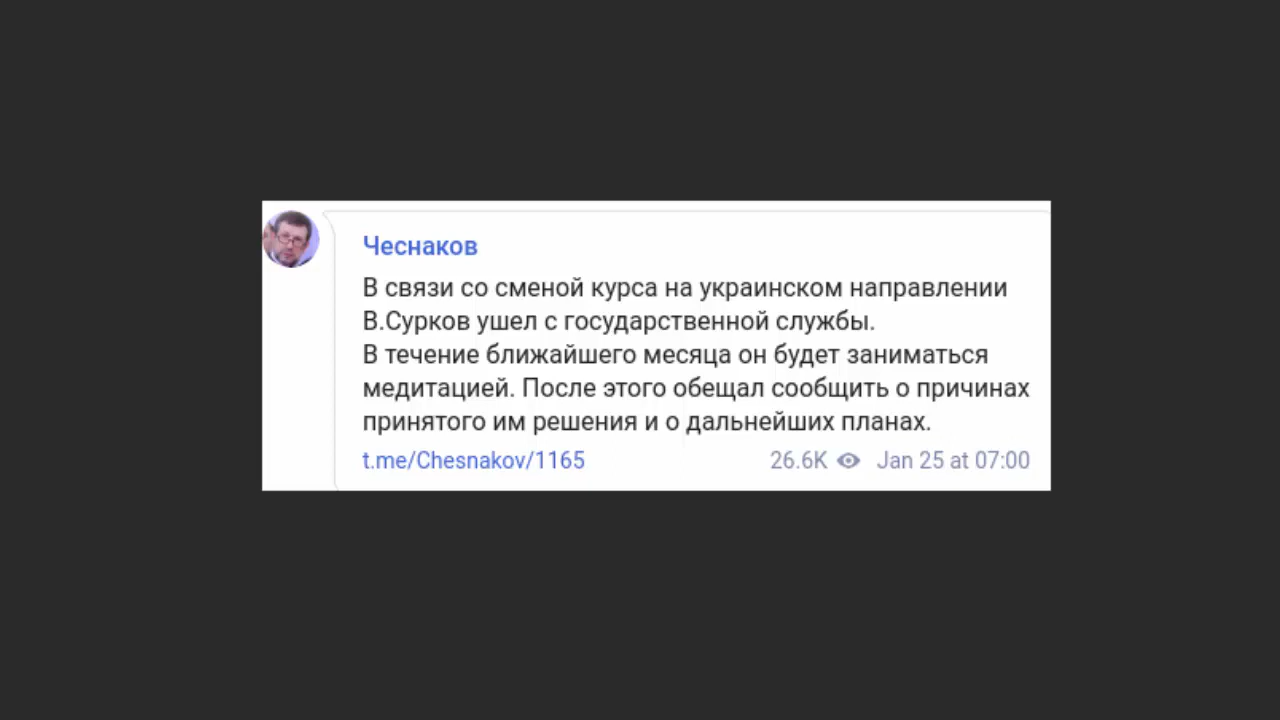 Чеснаков
В связи со сменой курса на украинском направлении
В.Сурков ушел с государственной службы.
В течение ближайшего месяца он будет заниматься
медитацией. После этого обещал сообщить о причинах
принятого им решения и о дальнейших планах.
t.me/Chesnakov/1165 26.6K Jan 25 at 07:00